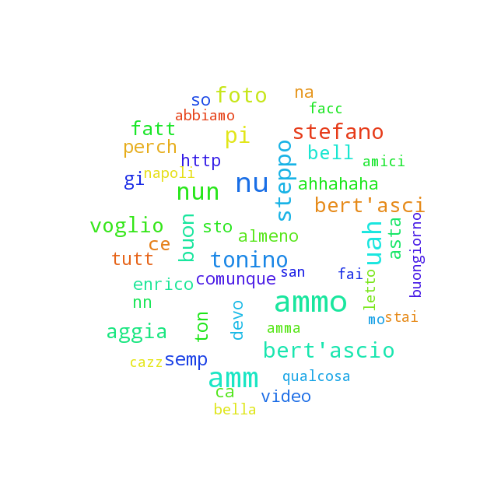 na
so
foto
facc
abbiamo
fatt
pi
stefano
perch
bell
http
amici
napoli
gi
nu
steppo
ahhahaha
nun
bert'asci
voglio
buon
sto
uah
asta
buongiorno
almeno
ce
tutt
tonino
san
fai
comunque
enrico
letto
nn
ammo
mo
stai
devo
ton
amma
aggia
bert'ascio
semp
cazz
amm
qualcosa
ca
video
bella